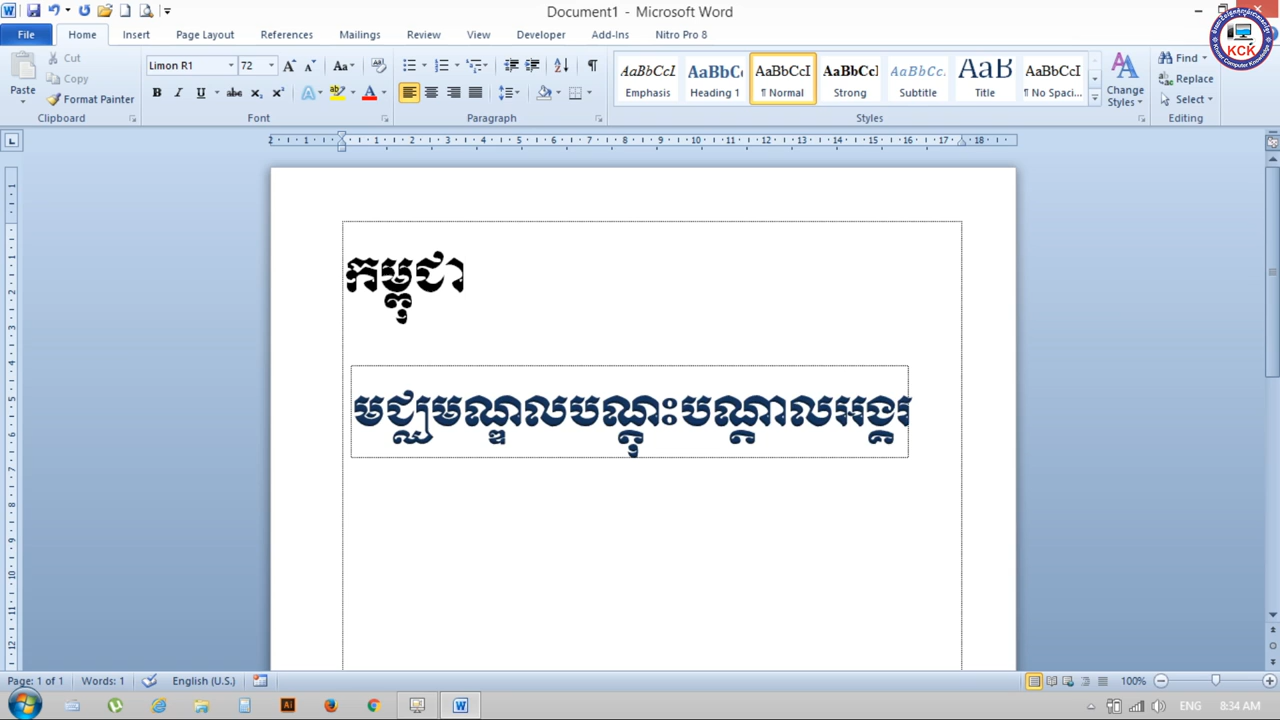 Document1 - Microsoft Word
File Home Insert Page Layout References Mailings Review View Developer Add-Ins Nitro Pro 8
Cut
Copy
Format Painter
Paste
Clipboard
Limon R1 72
Font
Paragraph
AaBbCcI AaBbC( AaBbCcI AaBbCcI AaBbCc. AaB AaBbCcI
Emphasis Heading 1 ¶ Normal Strong Subtitle Title ¶ No Spaci...
Change Styles
Styles
Find
Replace
Select
Editing
KCK
កម្ពុជា
មជ្ឈមណ្ឌលបណ្តុះបណ្តាលអង្គរ
Page: 1 of 1 Words: 1 English (U.S.) 100%
ENG 8:34 AM